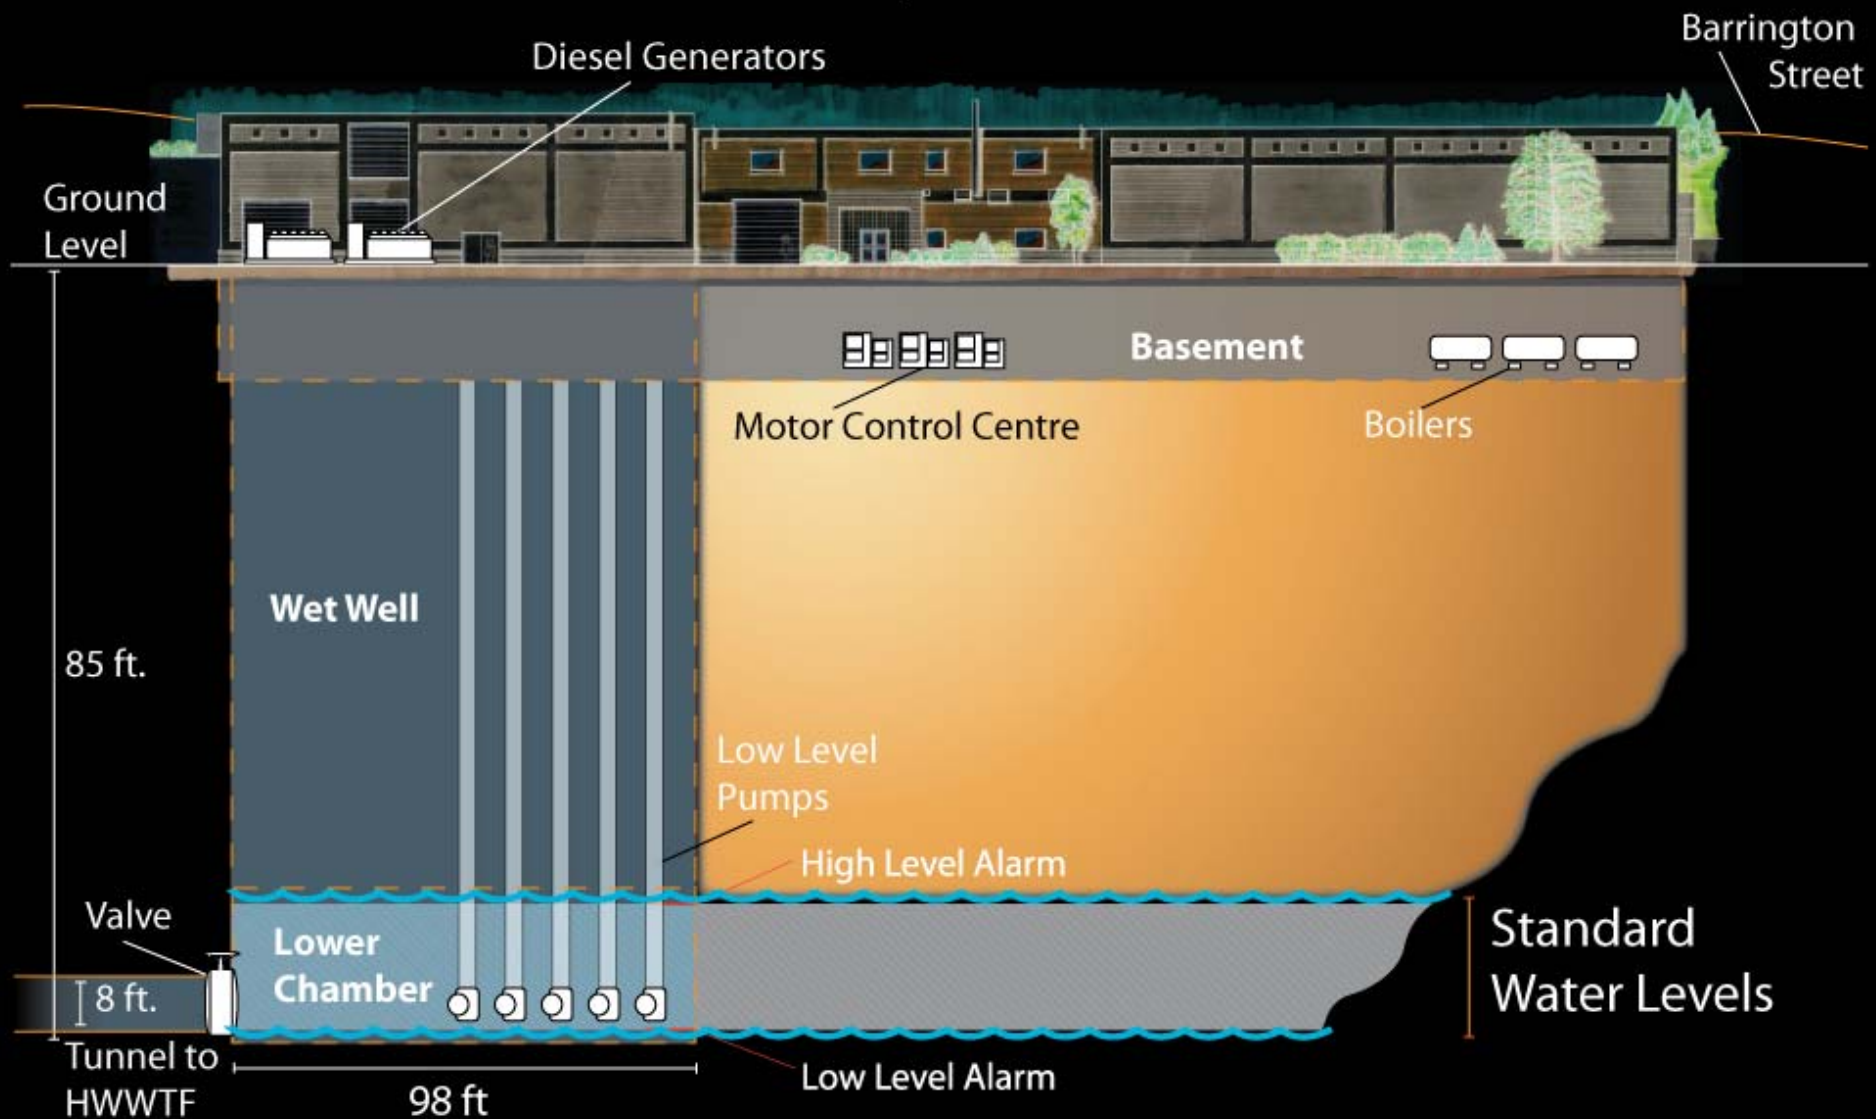 Diesel Generators
Barrington
Street
Ground
Level
Basement
Motor Control Centre
Boilers
Wet Well
85 ft.
Low Level
Pumps
High Level Alarm
Valve
Lower
Chamber
8 ft.
Standard
Water Levels
Tunnel to
HWWTF
98 ft
Low Level Alarm